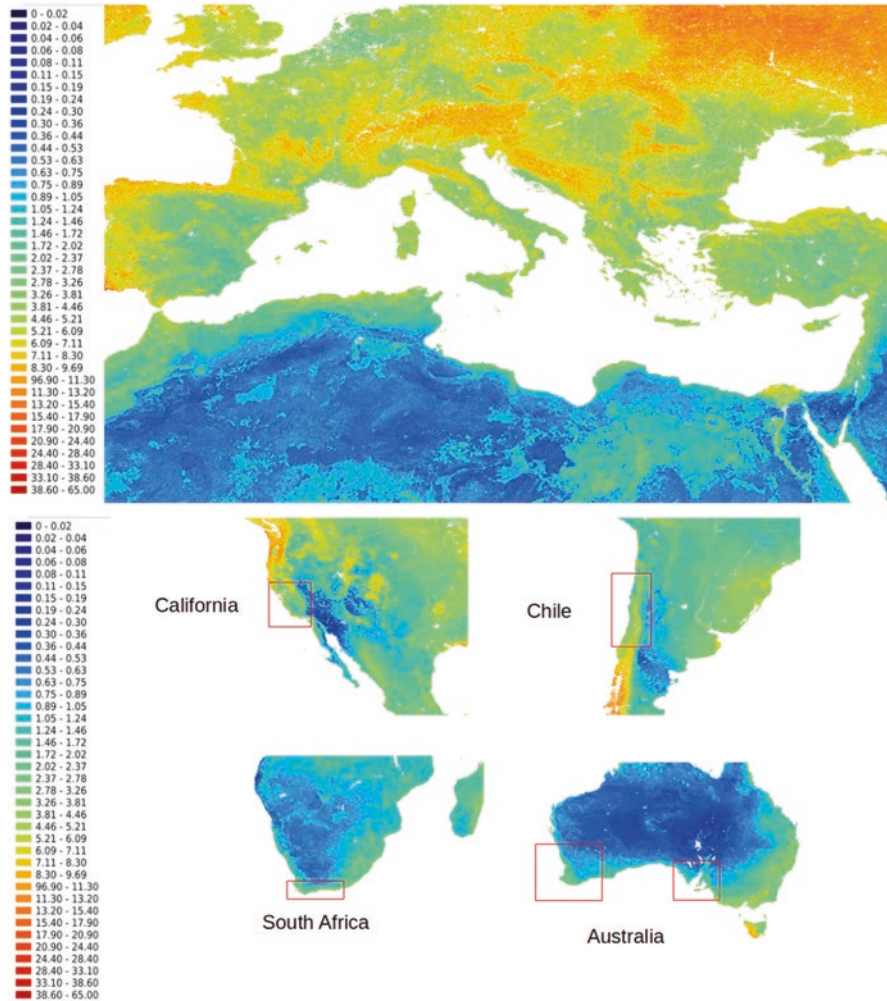 0 - 0.02
0.02 - 0.04
0.04 - 0.06
0.06 - 0.08
0.08 - 0.11
0.11 - 0.15
0.15 - 0.19
0.19 - 0.24
0.24 - 0.30
0.30 - 0.36
0.36 - 0.44
0.44 - 0.53
0.53 - 0.63
0.63 - 0.75
0.75 - 0.89
0.89 - 1.05
1.05 - 1.24
1.24 - 1.46
1.46 - 1.72
1.72 - 2.02
2.02 - 2.37
2.37 - 2.78
2.78 - 3.26
3.26 - 3.81
3.81 - 4.46
4.46 - 5.21
5.21 - 6.09
6.09 - 7.11
7.11 - 8.30
8.30 - 9.69
96.90 - 11.30
11.30 - 13.20
13.20 - 15.40
15.40 - 17.90
17.90 - 20.90
20.90 - 24.40
24.40 - 28.40
28.40 - 33.10
33.10 - 38.60
38.60 - 65.00
0 - 0.02
0.02 - 0.04
0.04 - 0.06
0.06 - 0.08
0.08 - 0.11
0.11 - 0.15
0.15 - 0.19
0.19 - 0.24
0.24 - 0.30
0.30 - 0.36
0.36 - 0.44
0.44 - 0.53
0.53 - 0.63
0.63 - 0.75
0.75 - 0.89
0.89 - 1.05
1.05 - 1.24
1.24 - 1.46
1.46 - 1.72
1.72 - 2.02
2.02 - 2.37
2.37 - 2.78
2.78 - 3.26
3.26 - 3.81
3.81 - 4.46
4.46 - 5.21
5.21 - 6.09
6.09 - 7.11
7.11 - 8.30
8.30 - 9.69
96.90 - 11.30
11.30 - 13.20
13.20 - 15.40
15.40 - 17.90
17.90 - 20.90
20.90 - 24.40
24.40 - 28.40
28.40 - 33.10
33.10 - 38.60
38.60 - 65.00
California
Chile
South Africa
Australia